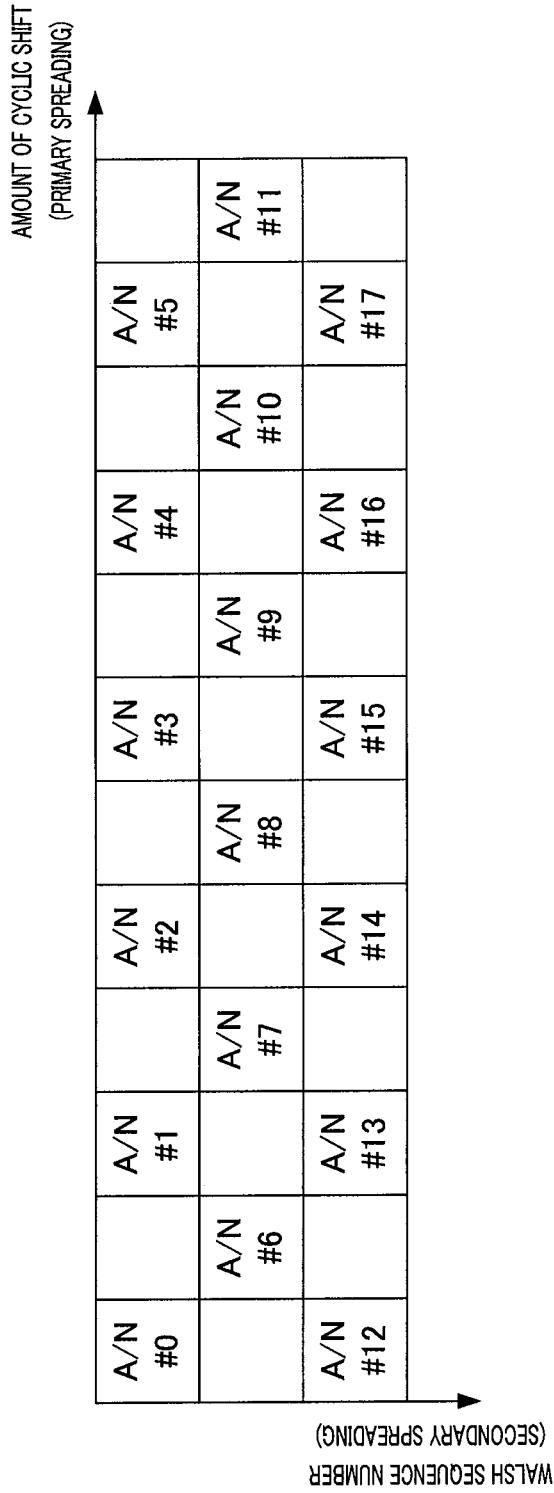 AMOUNT OF CYCLIC SHIFT
(PRIMARY SPREADING)
A/N
#0
A/N
#1
A/N
#2
A/N
#3
A/N
#4
A/N
#5
A/N
#6
A/N
#7
A/N
#8
A/N
#9
A/N
#10
A/N
#11
A/N
#12
A/N
#13
A/N
#14
A/N
#15
A/N
#16
A/N
#17
WALSH SEQUENCE NUMBER
(SECONDARY SPREADING)